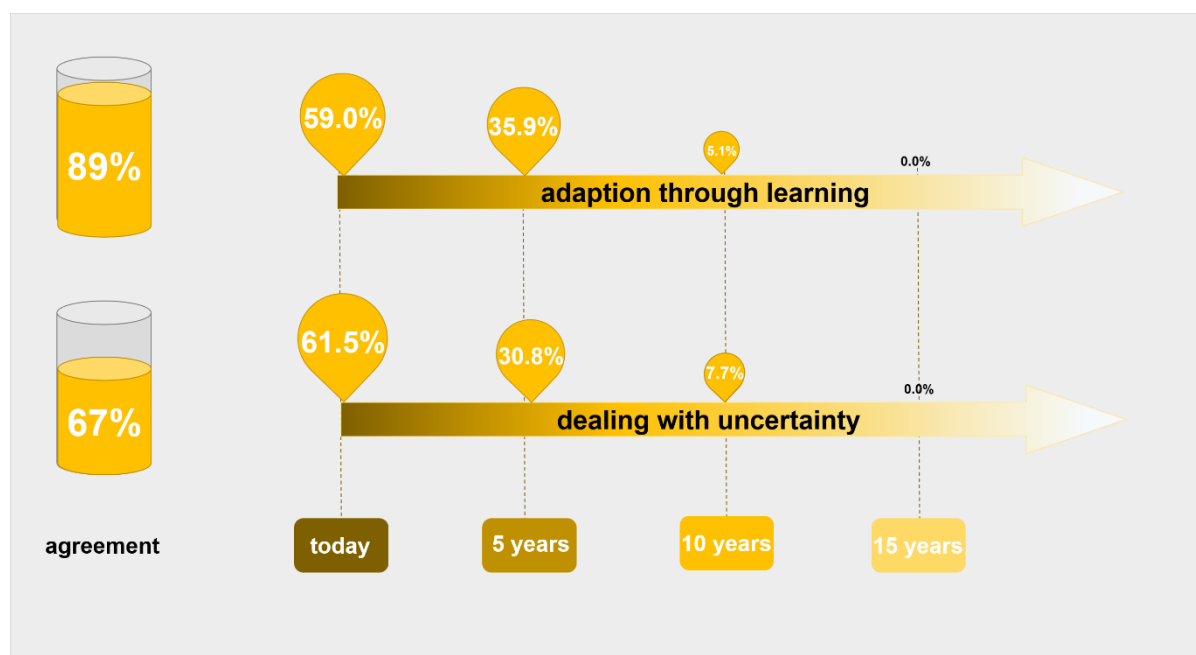 59.0%
35.9%
5.1%
0.0%
89%
adaption through learning
61.5%
30.8%
7.7%
0.0%
67%
dealing with uncertainty
agreement
today
5 years
10 years
15 years